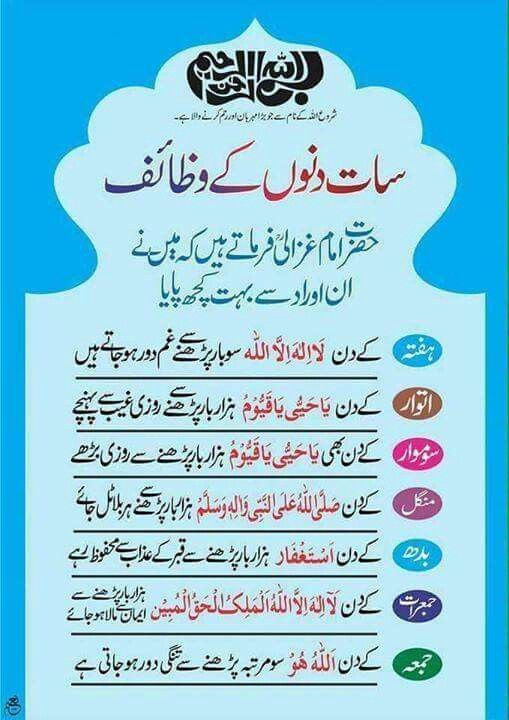 بسم الله الرحمن الرحيم
شروع اللہ کے نام سے جو بڑا مہربان اور رحم کرنے والا ہے۔
سات دنوں کے وظائف
حضرت امام غزالیؒ فرماتے ہیں کہ میں نے
ان اوراد سے بہت کچھ پایا
ہفتہ کے دن لَا اِلٰهَ اِلَّا اللّٰه سو بار پڑھنے سے غم دور ہو جاتے ہیں
اتوار کے دن يَا حَيُّى يَا قَيُّوْمُ ہزار بار پڑھنے سے روزی غیب سے پہنچے
سوموار کے دن بھی يَا حَيُّى يَا قَيُّوْمُ ہزار بار پڑھنے سے روزی بڑھے
منگل کے دن صَلَّی اللّٰهُ عَلَی النَّبِیِّ وَاٰلِهٖ وَسَلَّمْ ہزار بار پڑھنے سے ہر بلا ٹل جائے
بدھ کے دن اَسْتَغْفَار ہزار بار پڑھنے سے قبر کے عذاب سے محفوظ رہے
جمعرات کے دن لَآ اِلٰهَ اِلَّا اللّٰهُ الْمَلِكُ الْحَقُّ الْمُبِيْن ہزار بار پڑھنے سے
ایمان سے مالا ہو جائے
جمعہ کے دن اَللّٰهُ هُوْ سو مرتبہ پڑھنے سے تنگی دور ہو جاتی ہے